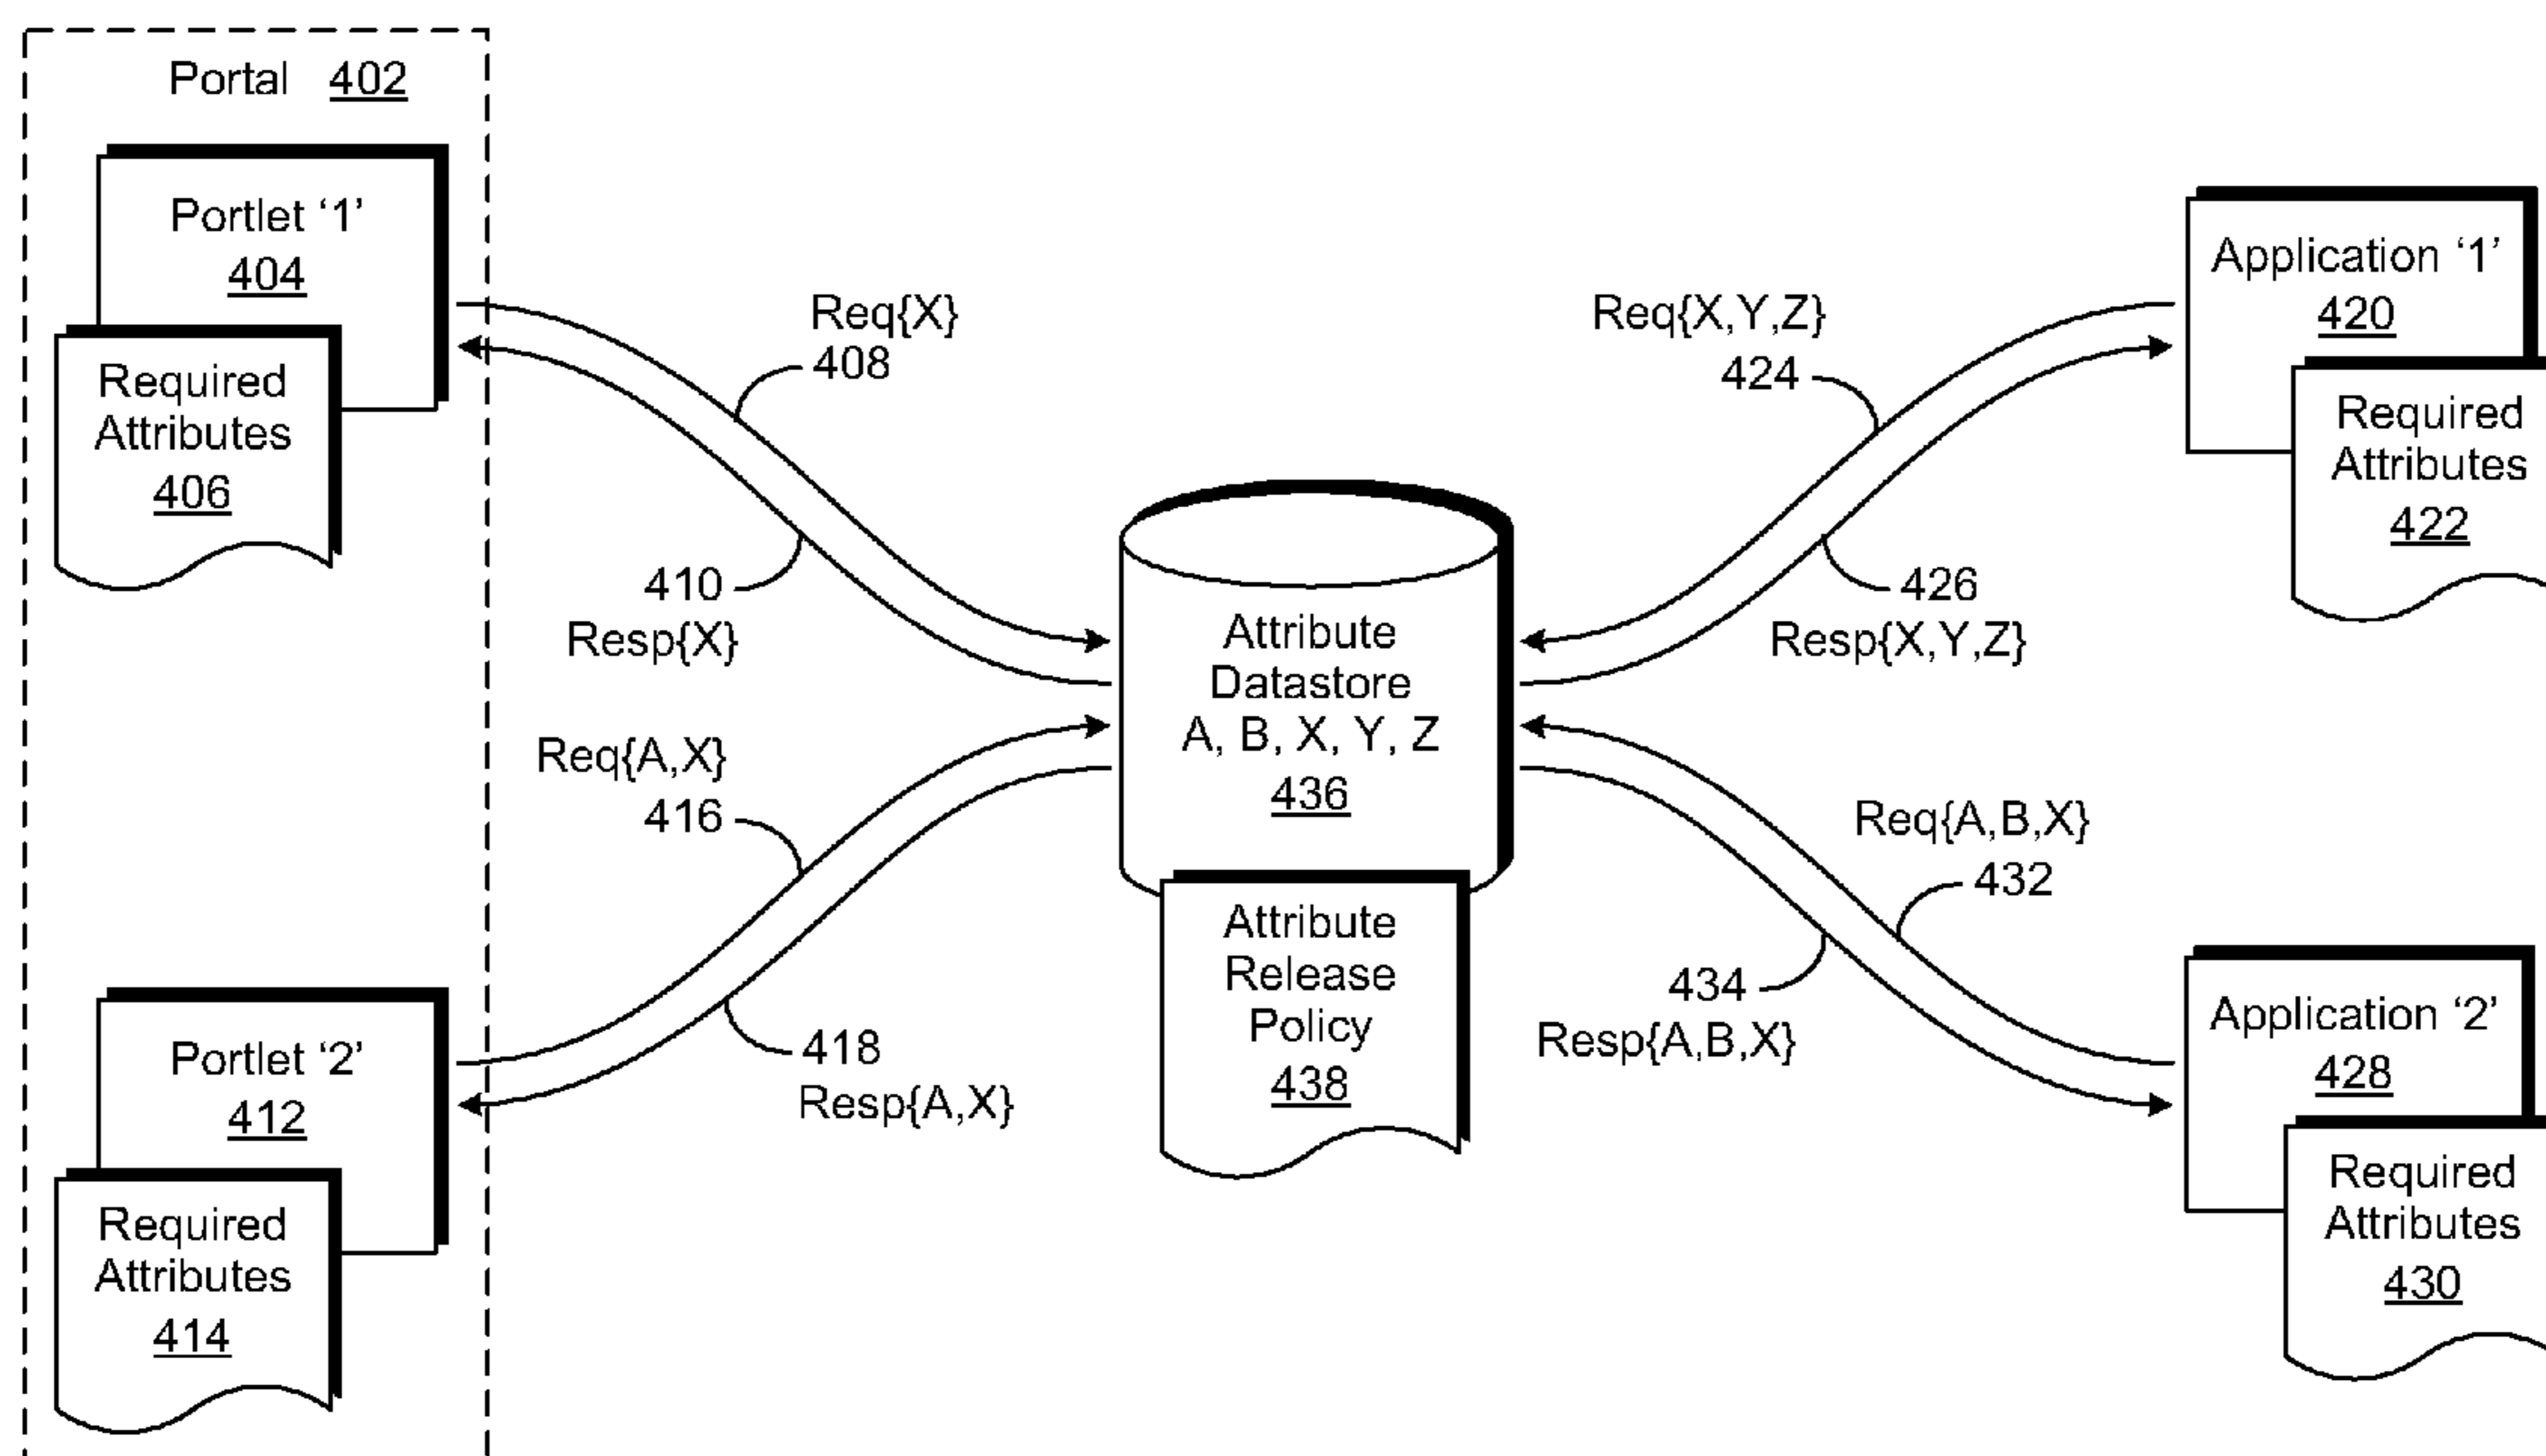 Portal 402
Portlet ‘1’
404
Required
Attributes
406
Req{X}
408
410
Resp{X}
Req{A,X}
416
418
Resp{A,X}
Portlet ‘2’
412
Required
Attributes
414
Attribute
Datastore
A, B, X, Y, Z
436
Attribute
Release
Policy
438
Req{X,Y,Z}
424
426
Resp{X,Y,Z}
Application ‘1’
420
Required
Attributes
422
Req{A,B,X}
432
434
Resp{A,B,X}
Application ‘2’
428
Required
Attributes
430